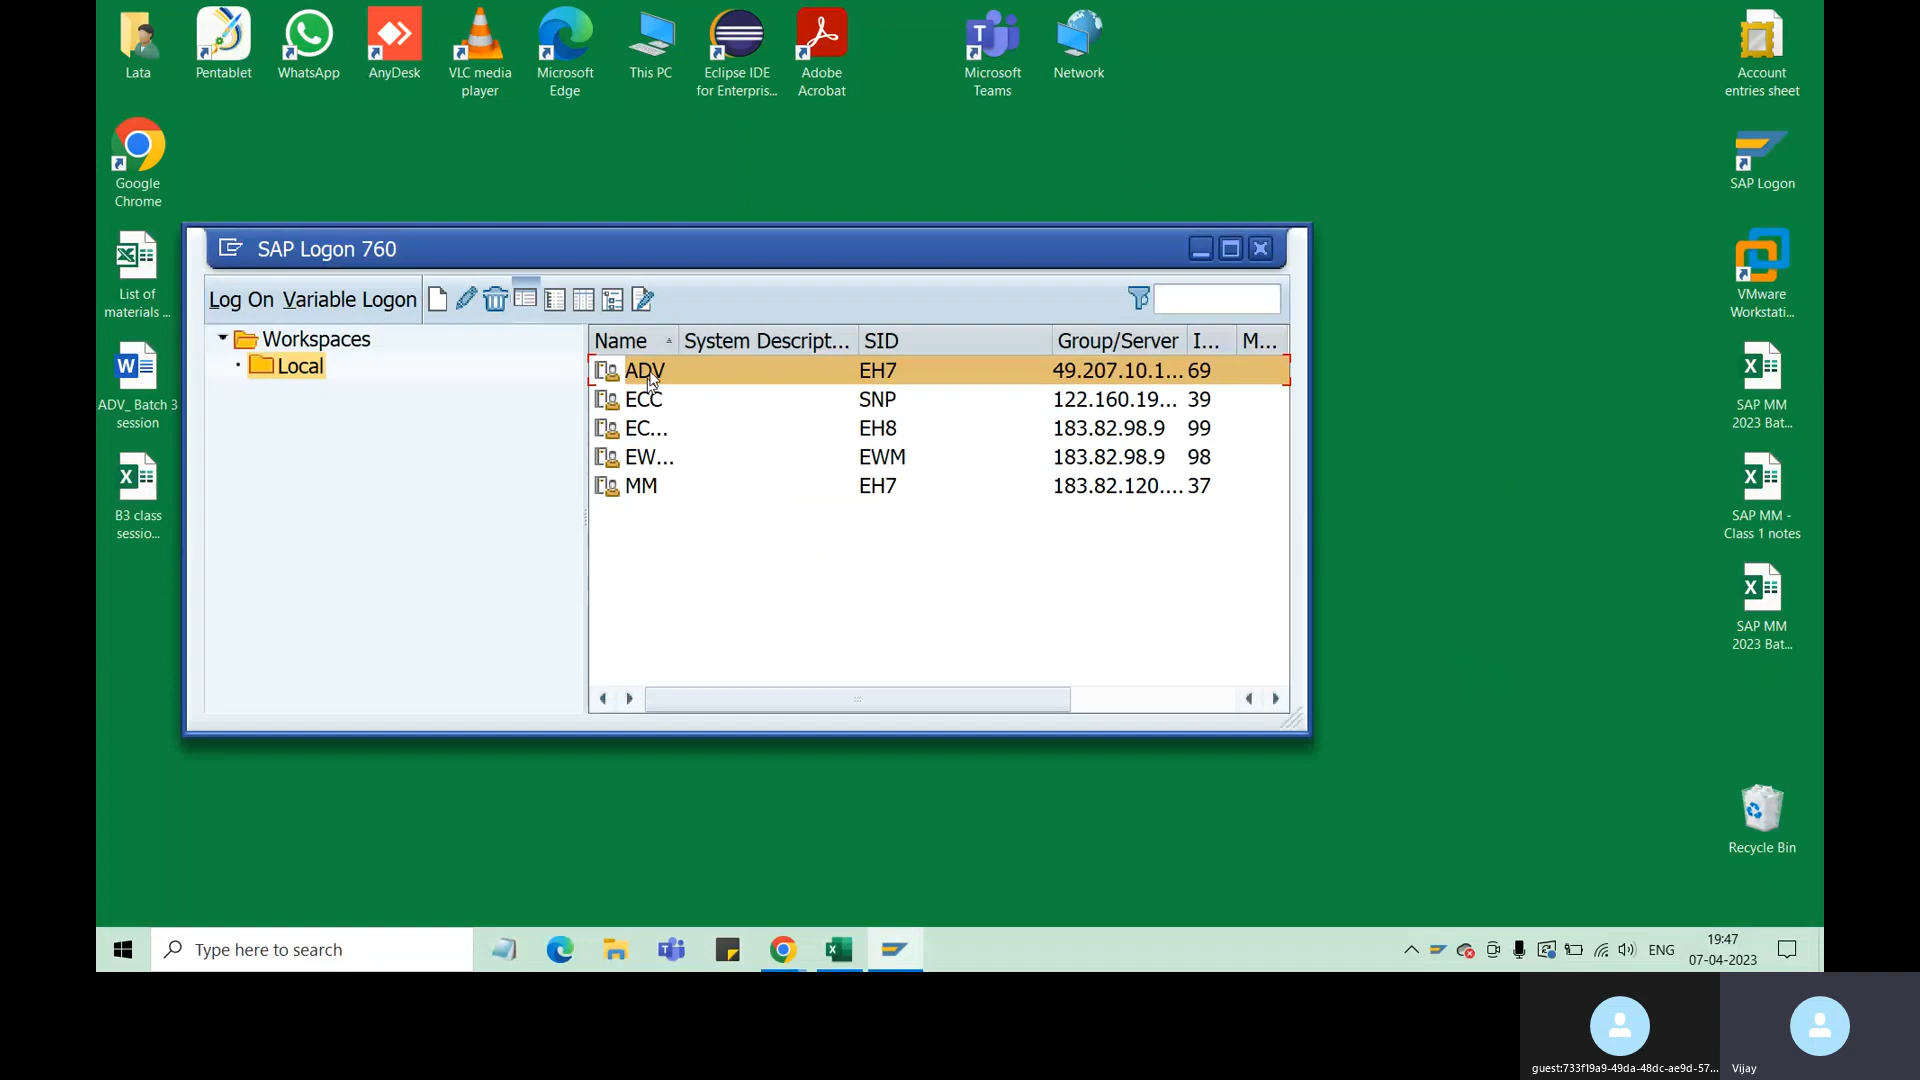 Lata
Pentablet
WhatsApp
AnyDesk
VLC media
player
Microsoft
Edge
This PC
Eclipse IDE
for Enterpris...
Adobe
Acrobat
Microsoft
Teams
Network
Account
entries sheet
Google
Chrome
SAP Logon
List of
materials ...
VMware
Workstati...
ADV_ Batch 3
session
SAP MM
2023 Bat...
B3 class
sessio...
SAP MM -
Class 1 notes
SAP MM
2023 Bat...
Recycle Bin
SAP Logon 760
Log On Variable Logon
Workspaces
Local
Name System Descript... SID Group/Server I... M...
ADV EH7 49.207.10.1... 69
ECC SNP 122.160.19... 39
EC... EH8 183.82.98.9 99
EW... EWM 183.82.98.9 98
MM EH7 183.82.120.... 37
Type here to search
ENG
19:47
07-04-2023
guest:733f19a9-49da-48dc-ae9d-57...
Vijay